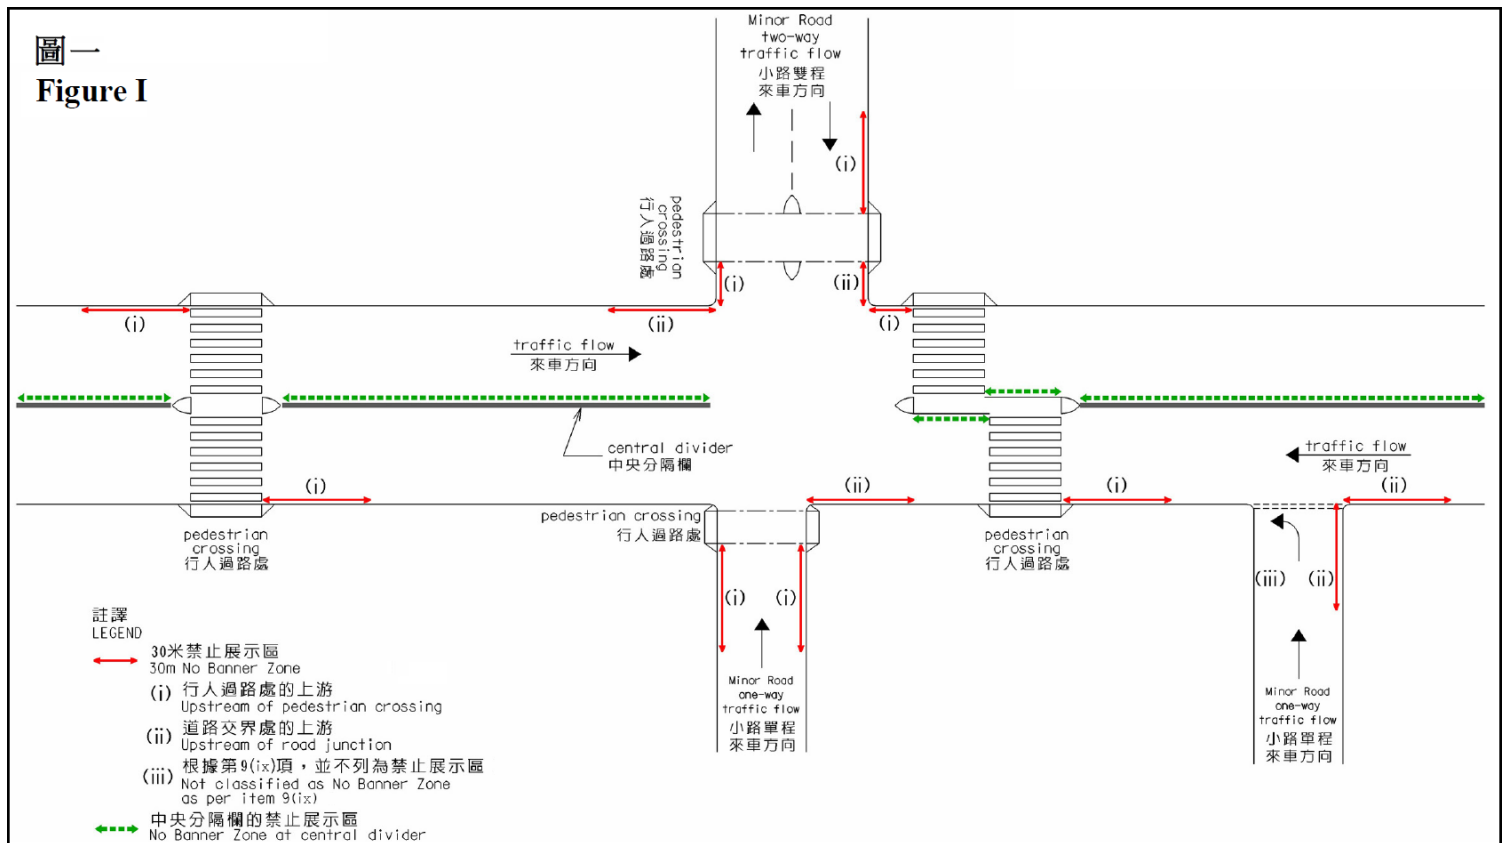 圖一
Figure I
Minor Road
two-way
traffic flow
小路雙程
來車方向
(i)
pedestrian
crossing
行人過路處
(i)
(ii)
(i)
(ii)
(i)
traffic flow
來車方向
central divider
中央分隔欄
traffic flow
來車方向
(i)
(ii)
(i)
(ii)
pedestrian crossing
行人過路處
pedestrian
crossing
行人過路處
pedestrian
crossing
行人過路處
(i)
(i)
(iii)
(ii)
Minor Road
one-way
traffic flow
小路單程
來車方向
Minor Road
one-way
traffic flow
小路單程
來車方向
註譯
LEGEND
30米禁止展示區
30m No Banner Zone
(i) 行人過路處的上游
Upstream of pedestrian crossing
(ii) 道路交界處的上游
Upstream of road junction
(iii) 根據第9(ix)項，並不列為禁止展示區
Not classified as No Banner Zone
as per item 9(ix)
中央分隔欄的禁止展示區
No Banner Zone at central divider